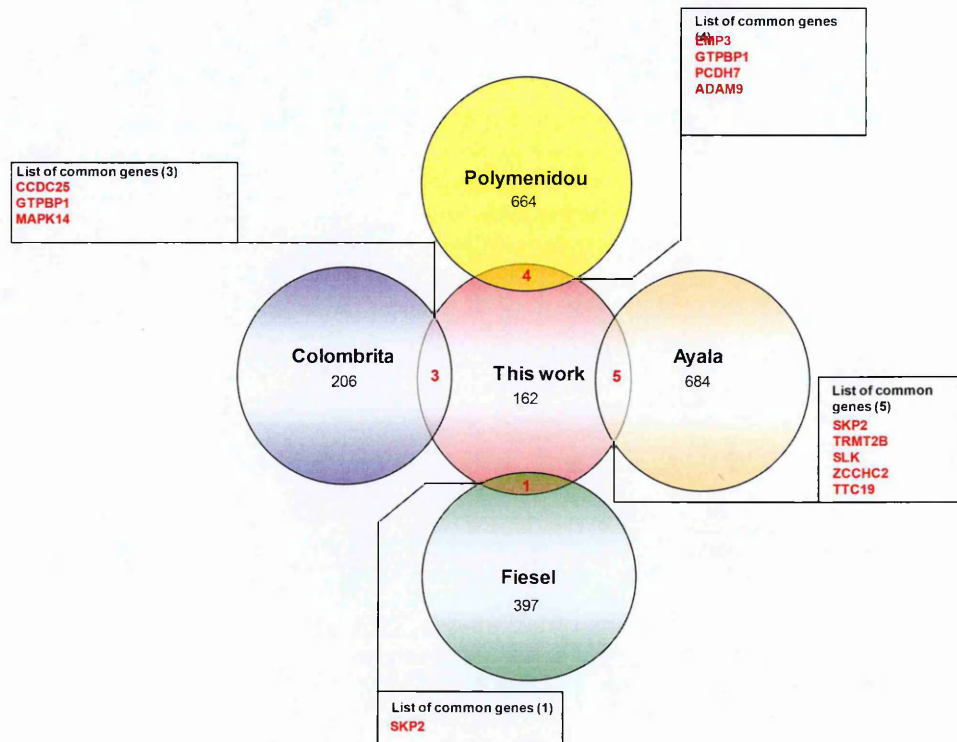 List of common genes
(4)
EMP3
GTPBP1
PCDH7
ADAM9
List of common genes (3)
CCDC25
GTPBP1
MAPK14
Polymenidou
664
4
Colombrita
206
3
This work
162
5
Ayala
684
List of common
genes (5)
SKP2
TRMT2B
SLK
ZCCHC2
TTC19
1
Fiesel
397
List of common genes (1)
SKP2